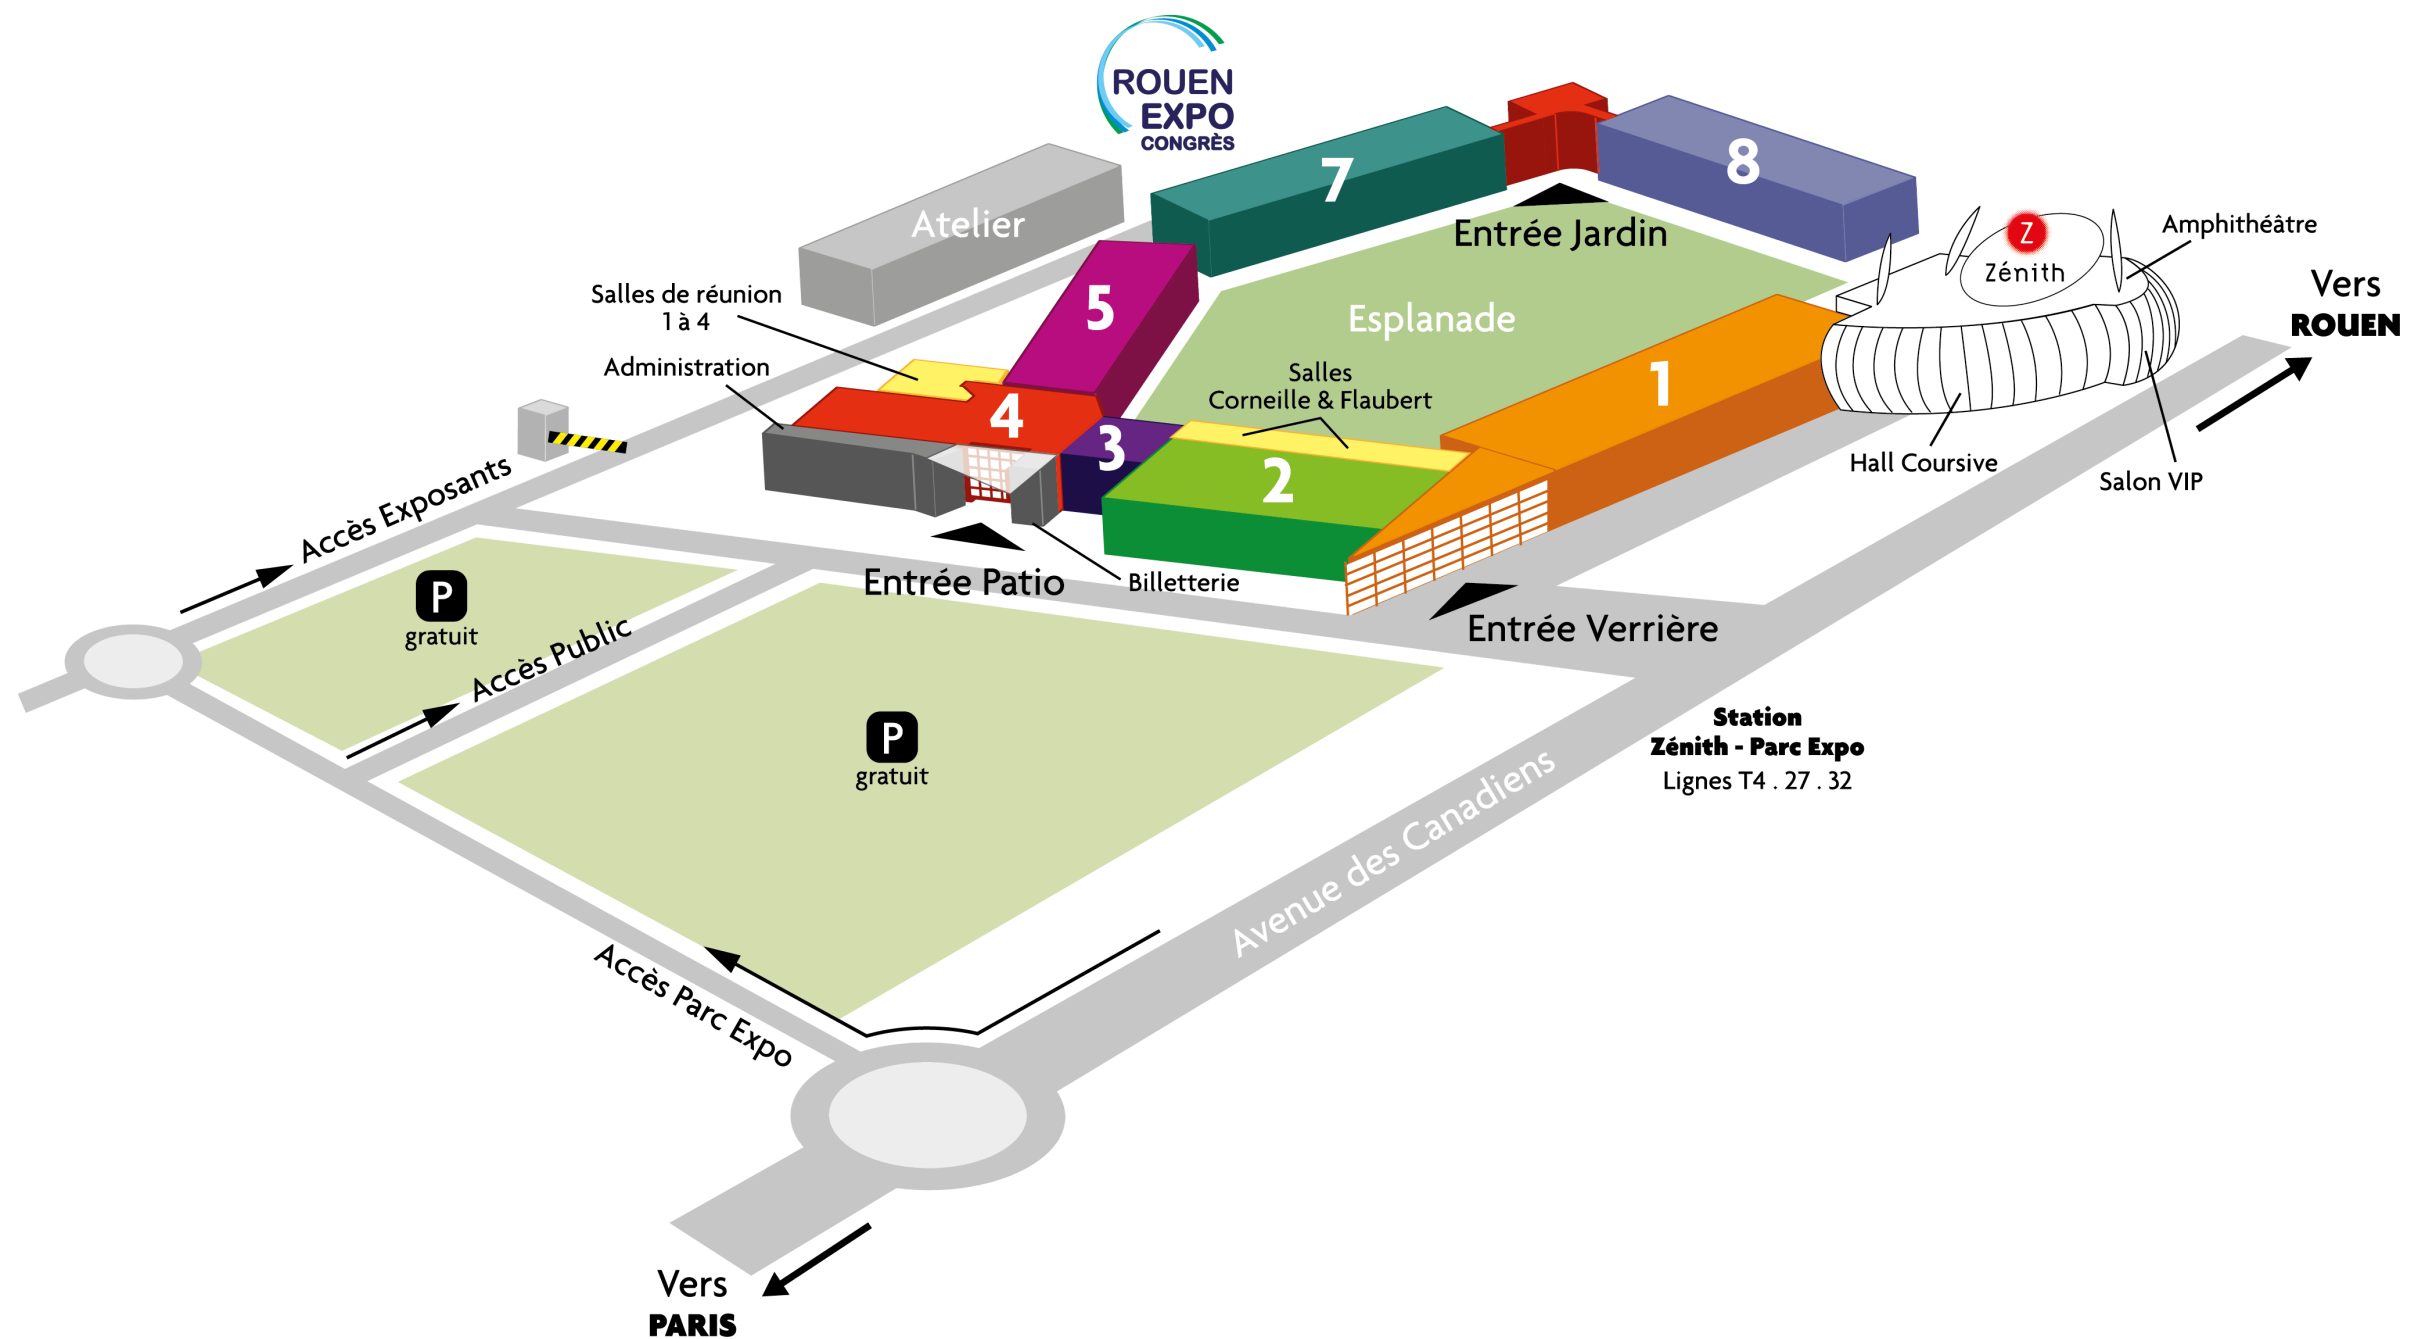 ROUEN
EXPO
CONGRÈS
7
8
Atelier
Entrée Jardin
Z
Zénith
Amphithéâtre
Vers
ROUEN
Salles de réunion
1 à 4
5
Esplanade
Administration
Salles
Corneille & Flaubert
1
4
3
2
Hall Coursive
Salon VIP
Accès Exposants
Entrée Patio
Billetterie
Entrée Verrière
P
gratuit
Accès Public
P
gratuit
Station
Zénith - Parc Expo
Lignes T4 . 27 . 32
Avenue des Canadiens
Accès Parc Expo
Vers
PARIS